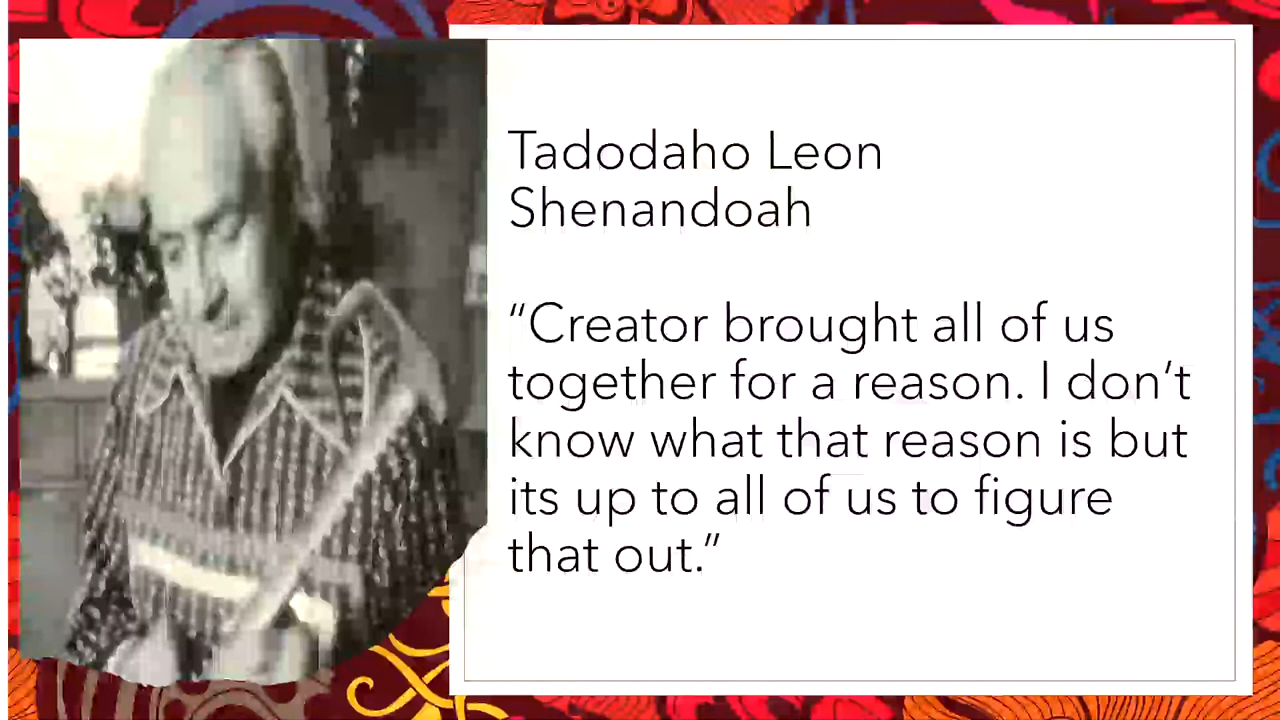 Tadodaho Leon
Shenandoah
“Creator brought all of us
together for a reason. I don’t
know what that reason is but
its up to all of us to figure
that out.”